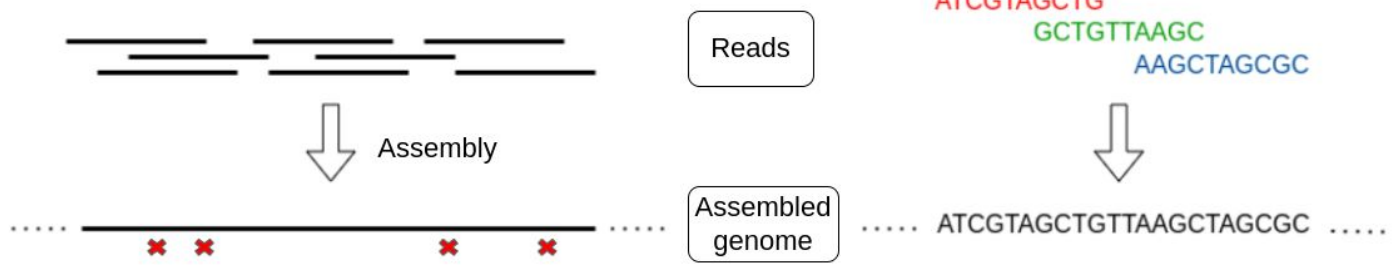 ATCGTAGCTG
Reads
GCTGTTAAGC
AAGCTAGCGC
Assembly
Assembled
genome
..... ATCGTAGCTGTTAAGCTAGCGC .....